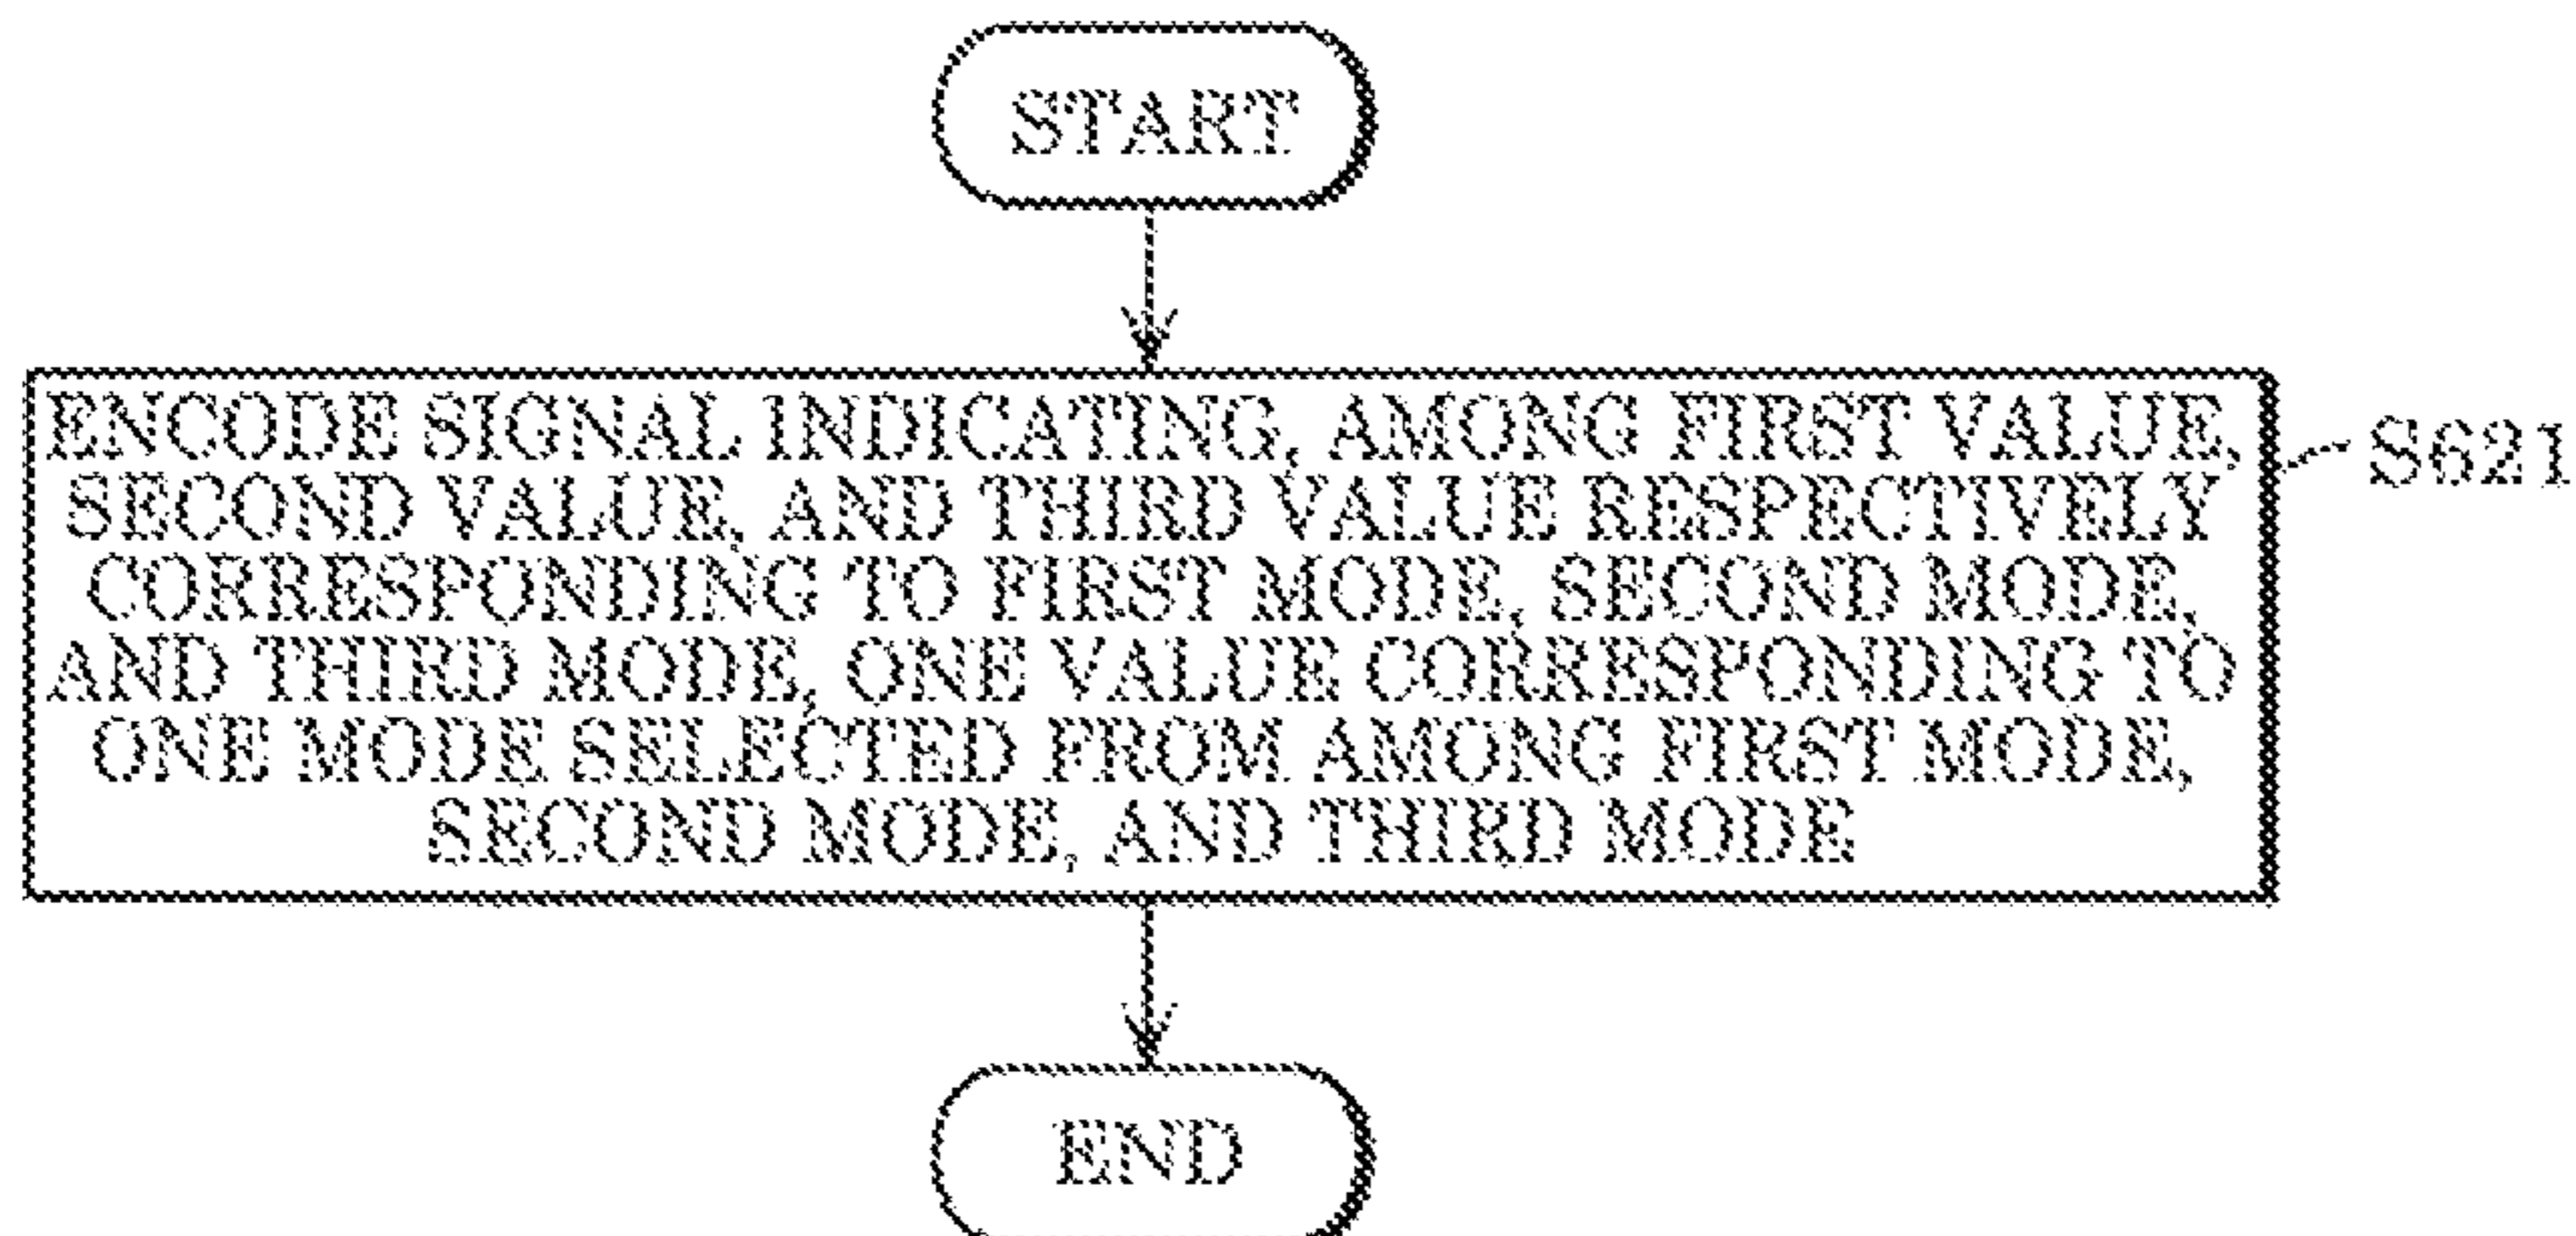 START
ENCODE SIGNAL INDICATING, AMONG FIRST VALUE,
SECOND VALUE, AND THIRD VALUE RESPECTIVELY
CORRESPONDING TO FIRST MODE, SECOND MODE,
AND THIRD MODE, ONE VALUE CORRESPONDING TO
ONE MODE SELECTED FROM AMONG FIRST MODE,
SECOND MODE, AND THIRD MODE
S621
END